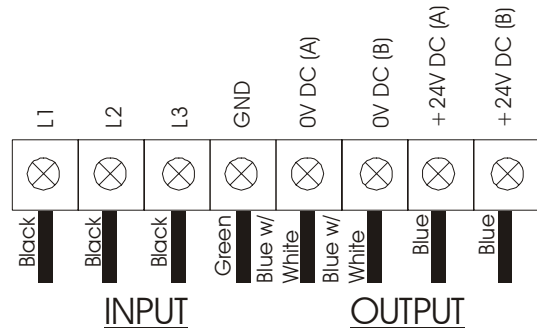 L1
L2
L3
GND
0V DC (A)
0V DC (B)
+24V DC (A)
+24V DC (B)
Black
Black
Black
Green
Blue w/
White
Blue w/
White
Blue
Blue
INPUT
OUTPUT